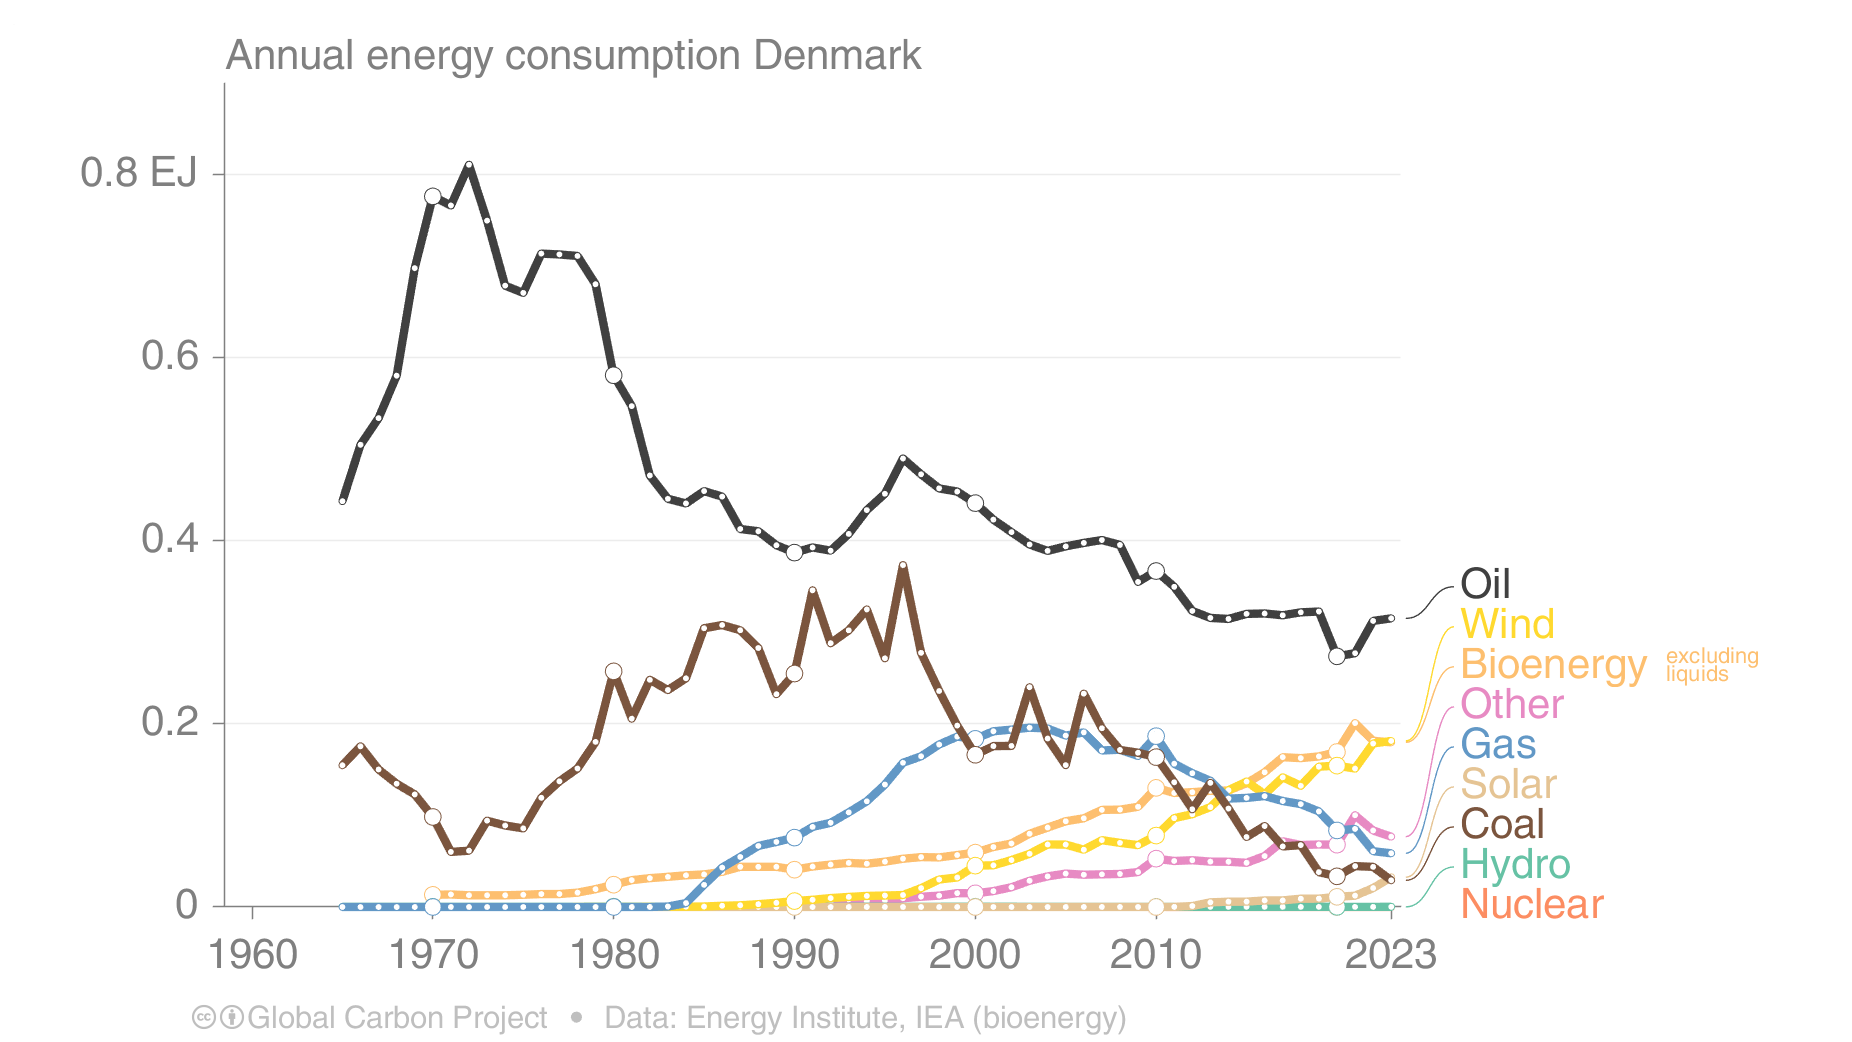 Annual energy consumption Denmark
0.8 EJ
0.6
0.4
0.2
0
1960 1970 1980 1990 2000 2010 2023
Oil
Wind
Bioenergy excluding
liquids
Other
Gas
Solar
Coal
Hydro
Nuclear
cc Global Carbon Project • Data: Energy Institute, IEA (bioenergy)